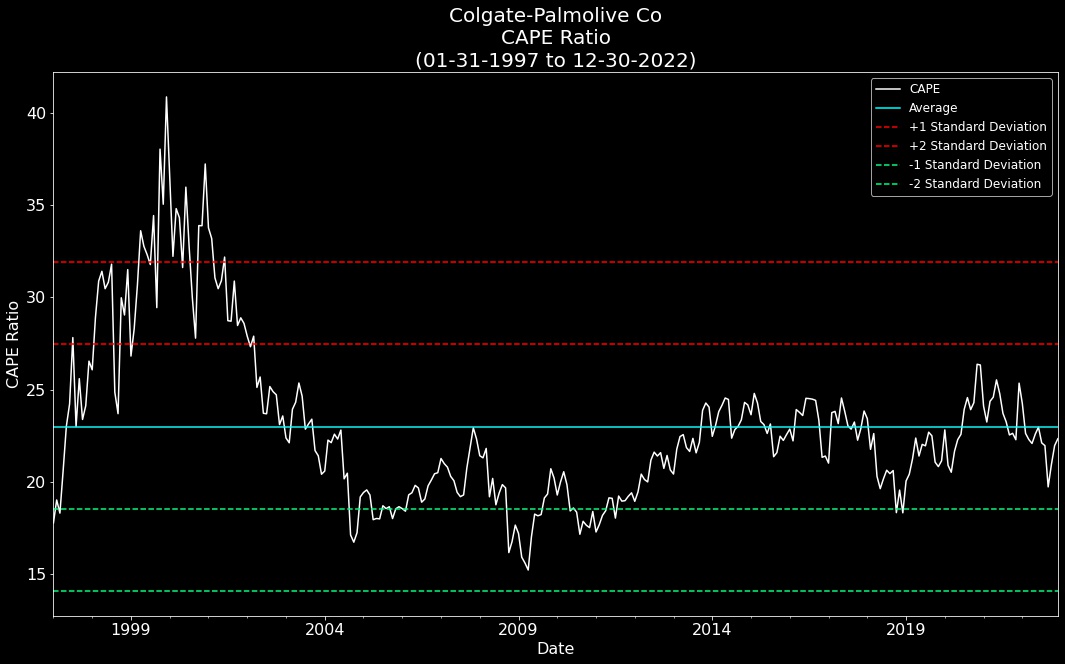 Colgate-Palmolive Co
CAPE Ratio
(01-31-1997 to 12-30-2022)
CAPE
Average
+1 Standard Deviation
+2 Standard Deviation
-1 Standard Deviation
-2 Standard Deviation
CAPE Ratio
40
35
30
25
20
15
1999
2004
2009
2014
2019
Date